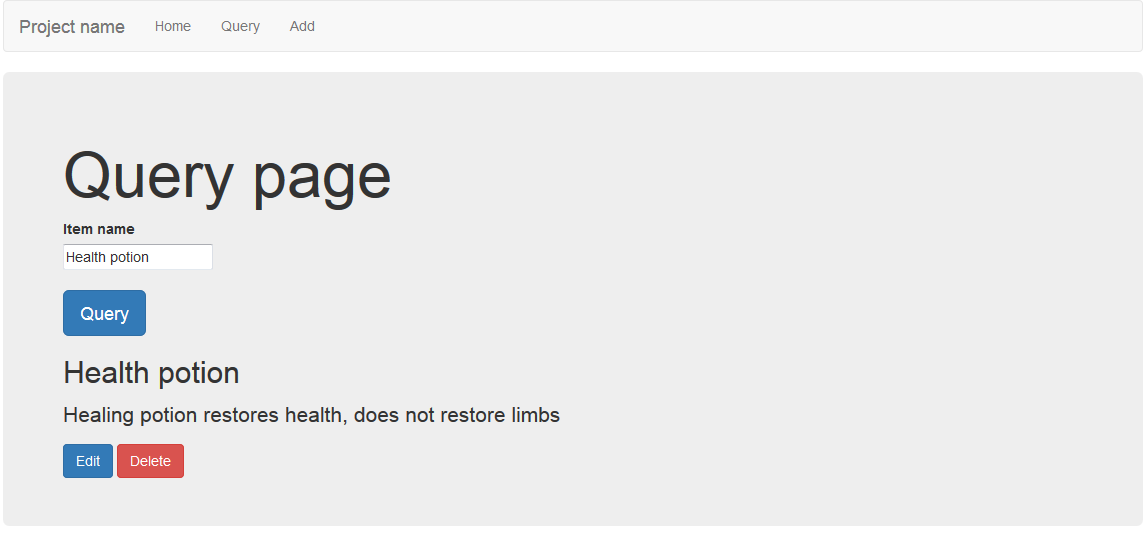 Project name Home Query Add
Query page
Item name
Health potion
Query
Health potion
Healing potion restores health, does not restore limbs
Edit Delete